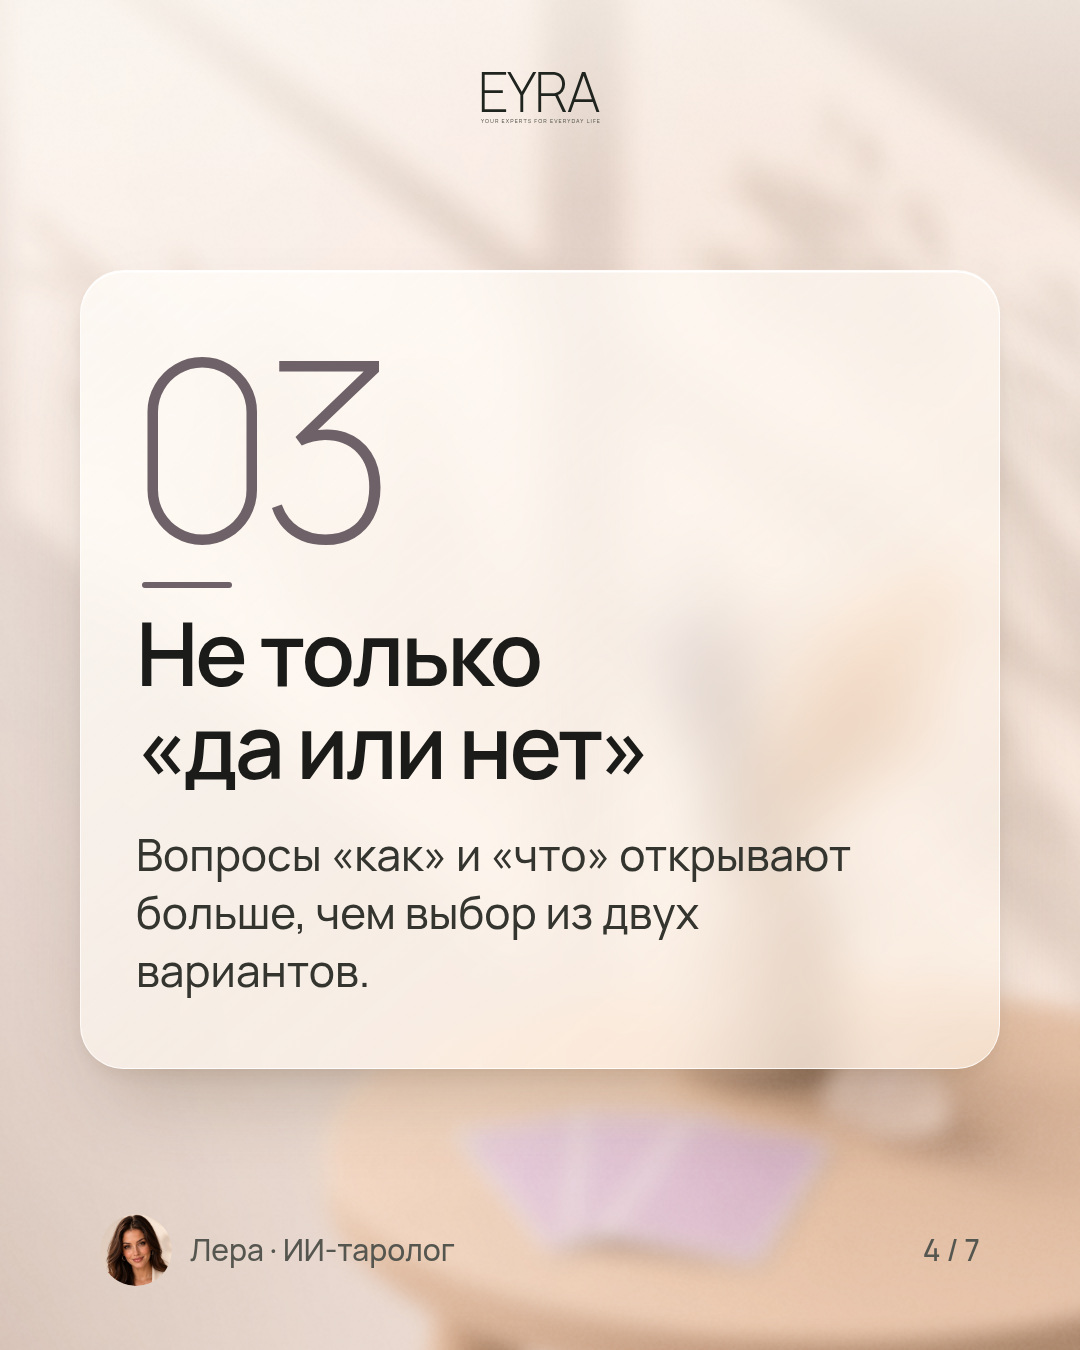 EYRA
YOUR EXPERTS FOR EVERYDAY LIFE
03
Не только
«да или нет»
Вопросы «как» и «что» открывают
больше, чем выбор из двух
вариантов.
Лера · ИИ-таролог
4 / 7